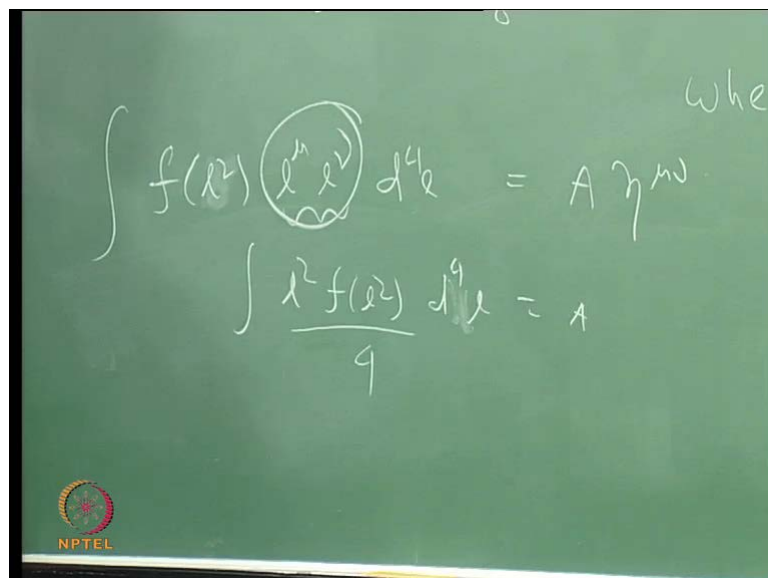 whe
∫ f(l²) l^μ l^ν d⁴l = A η^{μν}
∫ l² f(l²) / 4 d⁴l = A
NPTEL